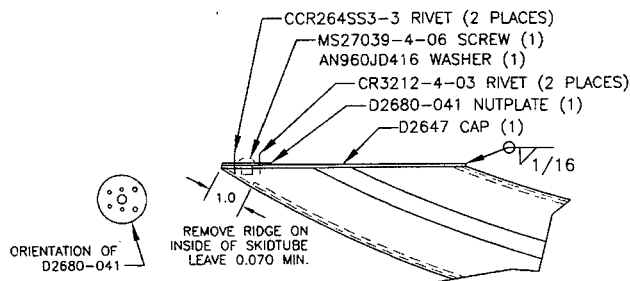 CCR264SS3-3 RIVET (2 PLACES)
MS27039-4-06 SCREW (1)
AN960JD416 WASHER (1)
CR3212-4-03 RIVET (2 PLACES)
D2680-041 NUTPLATE (1)
D2647 CAP (1)
1/16
1.0
REMOVE RIDGE ON
INSIDE OF SKIDTUBE
LEAVE 0.070 MIN.
ORIENTATION OF
D2680-041